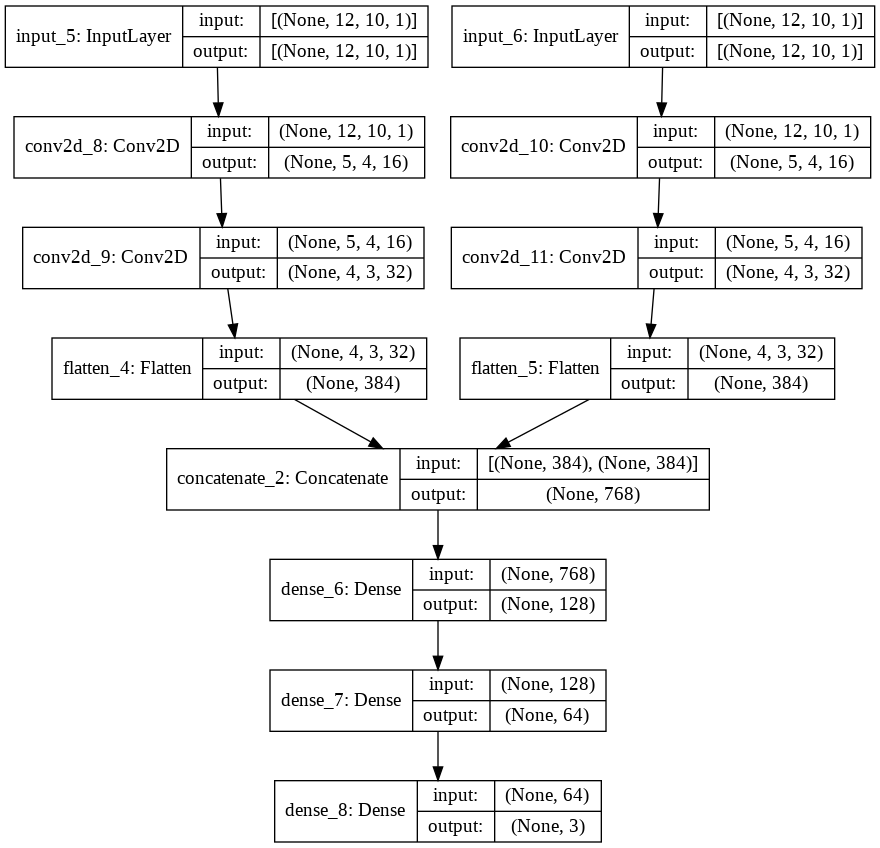 input_5: InputLayer
input: [(None, 12, 10, 1)]
output: [(None, 12, 10, 1)]
input_6: InputLayer
input: [(None, 12, 10, 1)]
output: [(None, 12, 10, 1)]
conv2d_8: Conv2D
input: (None, 12, 10, 1)
output: (None, 5, 4, 16)
conv2d_10: Conv2D
input: (None, 12, 10, 1)
output: (None, 5, 4, 16)
conv2d_9: Conv2D
input: (None, 5, 4, 16)
output: (None, 4, 3, 32)
conv2d_11: Conv2D
input: (None, 5, 4, 16)
output: (None, 4, 3, 32)
flatten_4: Flatten
input: (None, 4, 3, 32)
output: (None, 384)
flatten_5: Flatten
input: (None, 4, 3, 32)
output: (None, 384)
concatenate_2: Concatenate
input: [(None, 384), (None, 384)]
output: (None, 768)
dense_6: Dense
input: (None, 768)
output: (None, 128)
dense_7: Dense
input: (None, 128)
output: (None, 64)
dense_8: Dense
input: (None, 64)
output: (None, 3)